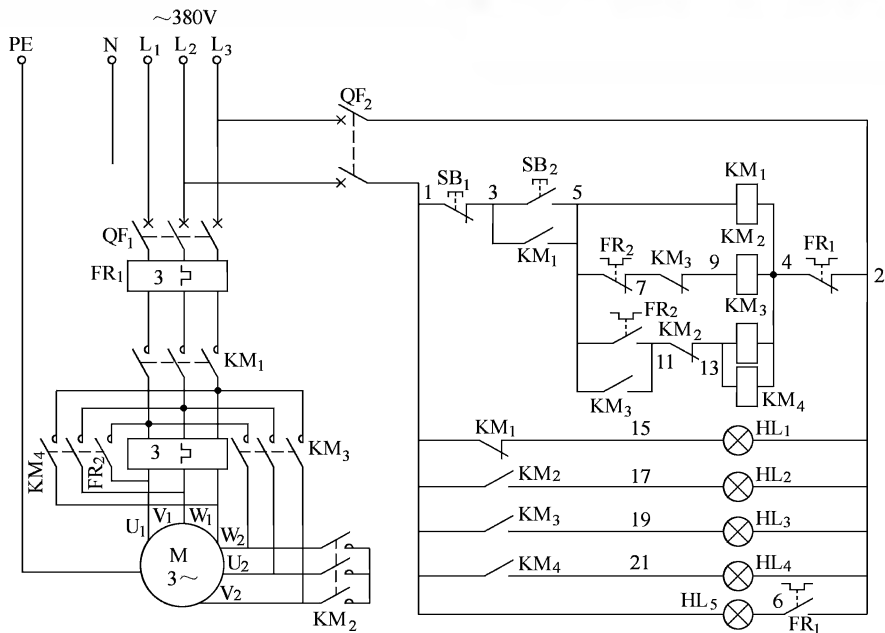 ～380V
PE N L₁ L₂ L₃
QF₂
1 SB₁ 3 SB₂ 5 KM₁
QF₁
KM₁ FR₂ KM₃ 9 KM₂ 4 FR₁
FR₁ 3
7 2
FR₂ KM₃
KM₂
KM₁
11 13
KM₃ KM₄
KM₄ FR₂ 3 KM₃
KM₁ 15 HL₁
KM₂ 17 HL₂
U₁ V₁ W₁
KM₃ 19 HL₃
W₂
M
3～
U₂
KM₄ 21 HL₄
V₂
KM₂
HL₅ 6 FR₁